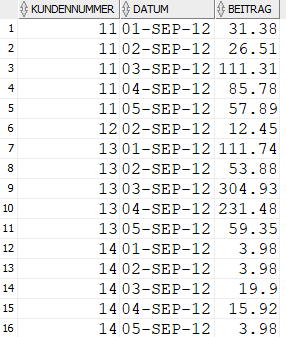 KUNDENNUMMER DATUM BEITRAG
1 11 01-SEP-12 31.38
2 11 02-SEP-12 26.51
3 11 03-SEP-12 111.31
4 11 04-SEP-12 85.78
5 11 05-SEP-12 57.89
6 12 02-SEP-12 12.45
7 13 01-SEP-12 111.74
8 13 02-SEP-12 53.88
9 13 03-SEP-12 304.93
10 13 04-SEP-12 231.48
11 13 05-SEP-12 59.35
12 14 01-SEP-12 3.98
13 14 02-SEP-12 3.98
14 14 03-SEP-12 19.9
15 14 04-SEP-12 15.92
16 14 05-SEP-12 3.98